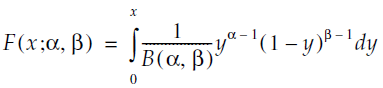 F(x;α, β) = ∫₀ˣ 1/B(α, β) y^(α – 1)(1 – y)^(β – 1) dy